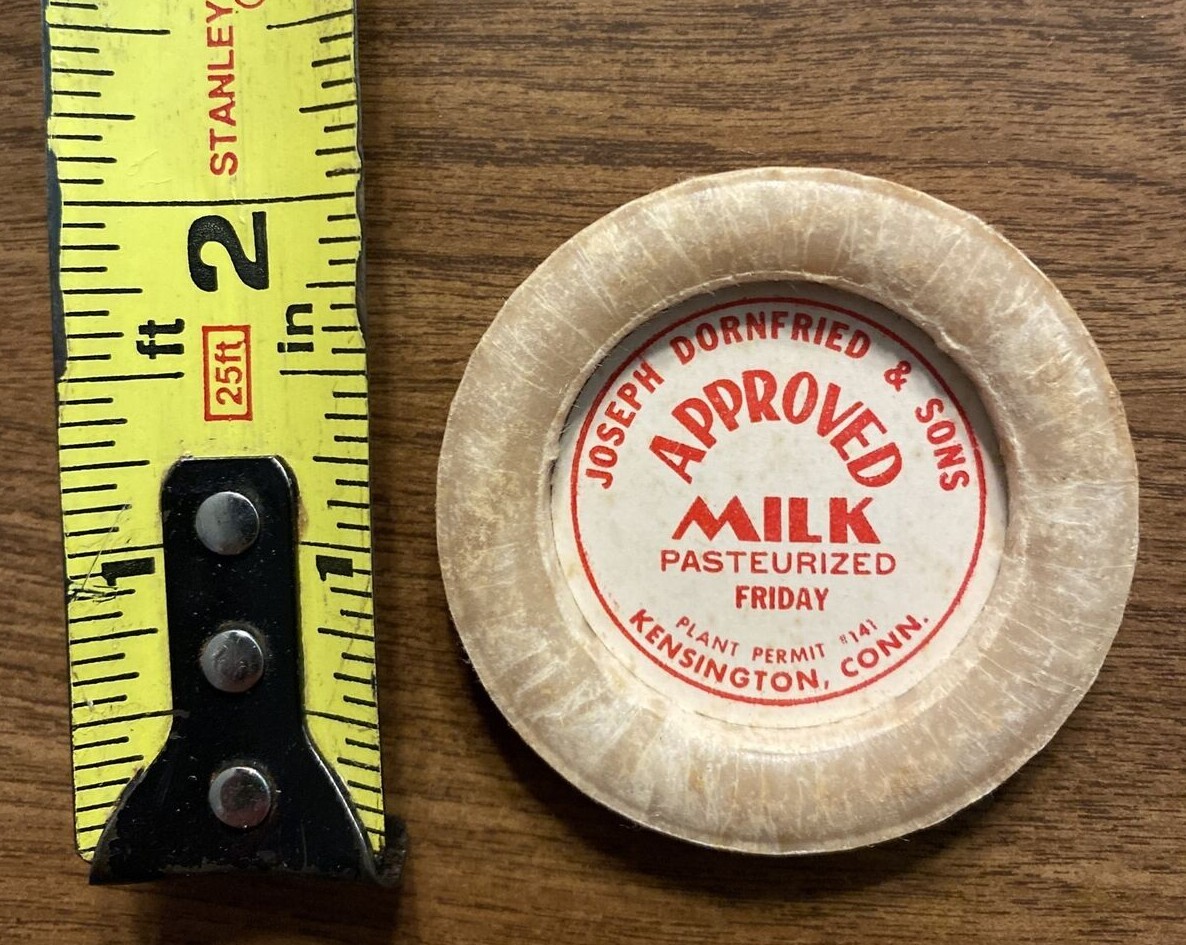 STANLEY
2
ft
in
25ft
1
1
JOSEPH DORNFRIED & SONS
APPROVED
MILK
PASTEURIZED
FRIDAY
PLANT PERMIT #141
KENSINGTON, CONN.